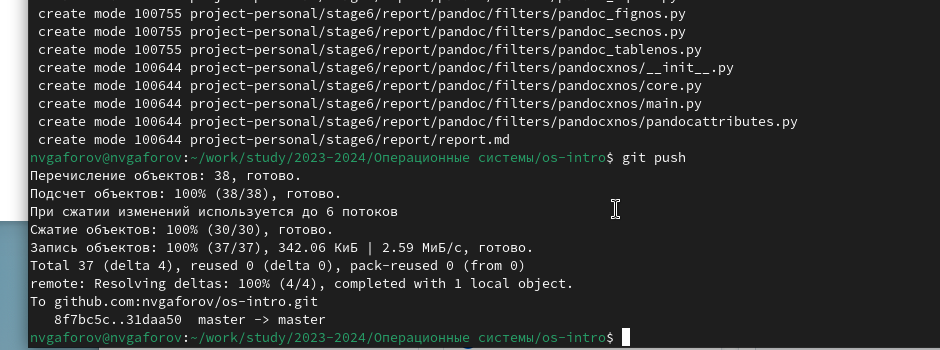 create mode 100755 project-personal/stage6/report/pandoc/filters/pandoc_fignos.py
create mode 100755 project-personal/stage6/report/pandoc/filters/pandoc_secnos.py
create mode 100755 project-personal/stage6/report/pandoc/filters/pandoc_tablenos.py
create mode 100644 project-personal/stage6/report/pandoc/filters/pandocxnos/__init__.py
create mode 100644 project-personal/stage6/report/pandoc/filters/pandocxnos/core.py
create mode 100644 project-personal/stage6/report/pandoc/filters/pandocxnos/main.py
create mode 100644 project-personal/stage6/report/pandoc/filters/pandocxnos/pandocattributes.py
create mode 100644 project-personal/stage6/report/report.md
nvgaforov@nvgaforov:~/work/study/2023-2024/Операционные системы/os-intro$ git push
Перечисление объектов: 38, готово.
Подсчет объектов: 100% (38/38), готово.
При сжатии изменений используется до 6 потоков
Сжатие объектов: 100% (30/30), готово.
Запись объектов: 100% (37/37), 342.06 КиБ | 2.59 МиБ/с, готово.
Total 37 (delta 4), reused 0 (delta 0), pack-reused 0 (from 0)
remote: Resolving deltas: 100% (4/4), completed with 1 local object.
To github.com:nvgaforov/os-intro.git
8f7bc5c..31daa50  master -> master
nvgaforov@nvgaforov:~/work/study/2023-2024/Операционные системы/os-intro$